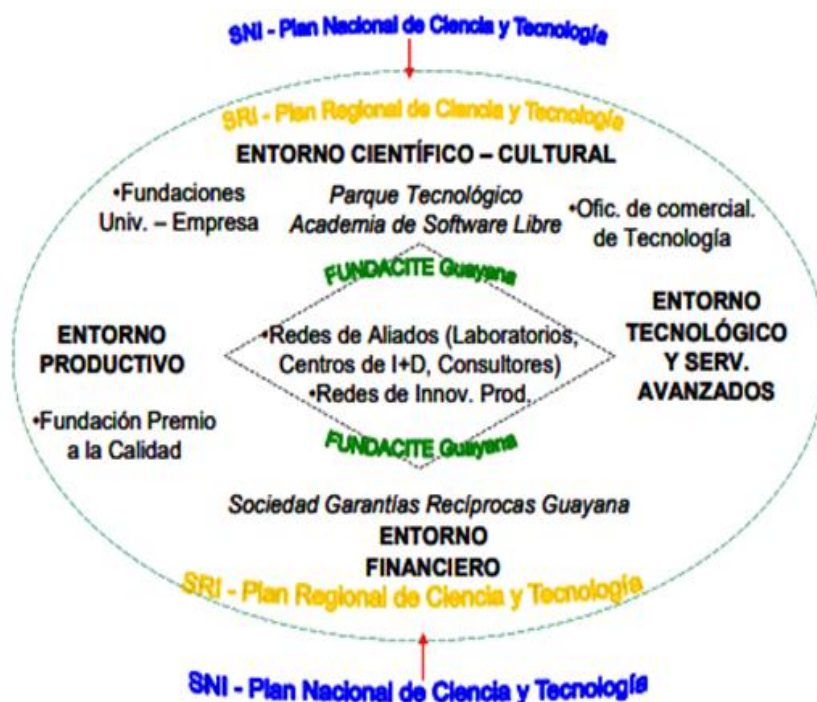 SNI - Plan Nacional de Ciencia y Tecnología
SRI - Plan Regional de Ciencia y Tecnología
ENTORNO CIENTÍFICO – CULTURAL
•Fundaciones
Univ. – Empresa
Parque Tecnológico
Academia de Software Libre
•Ofic. de comercial.
de Tecnología
FUNDACITE Guayana
ENTORNO
PRODUCTIVO
•Redes de Aliados (Laboratorios,
Centros de I+D, Consultores)
•Redes de Innov. Prod.
ENTORNO
TECNOLÓGICO
Y SERV.
AVANZADOS
•Fundación Premio
a la Calidad
FUNDACITE Guayana
Sociedad Garantías Recíprocas Guayana
ENTORNO
FINANCIERO
SRI - Plan Regional de Ciencia y Tecnología
SNI - Plan Nacional de Ciencia y Tecnología